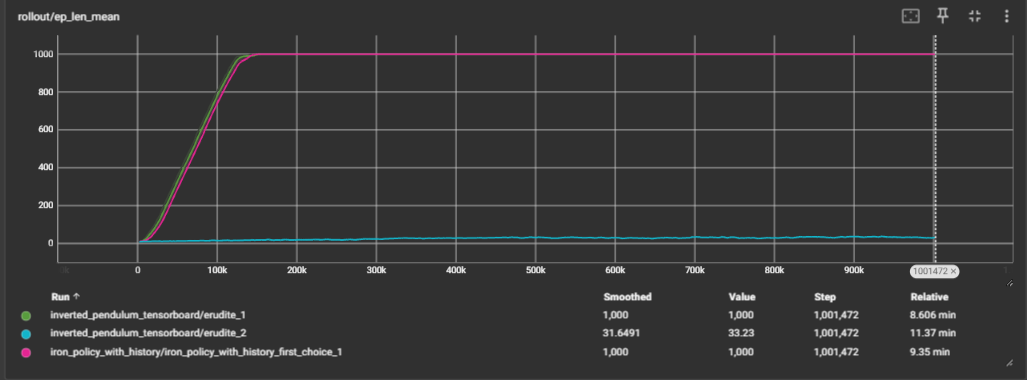 rollout/ep_len_mean
1000
800
600
400
200
0
0 100k 200k 300k 400k 500k 600k 700k 800k 900k 1001472 × 1
Run ↑ Smoothed Value Step Relative
inverted_pendulum_tensorboard/erudite_1 1,000 1,000 1,001,472 8.606 min
inverted_pendulum_tensorboard/erudite_2 31.6491 33.23 1,001,472 11.37 min
iron_policy_with_history/iron_policy_with_history_first_choice_1 1,000 1,000 1,001,472 9.35 min